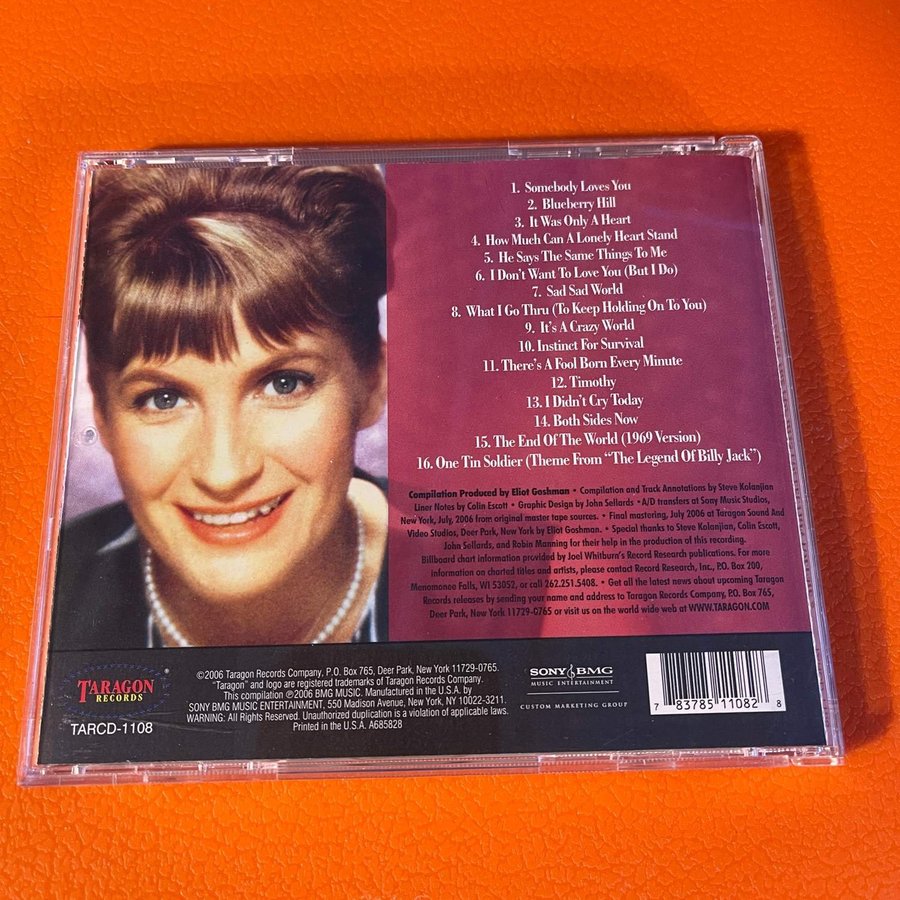 1. Somebody Loves You
2. Blueberry Hill
3. It Was Only A Heart
4. How Much Can A Lonely Heart Stand
5. He Says The Same Things To Me
6. I Don't Want To Love You (But I Do)
7. Sad Sad World
8. What I Go Thru (To Keep Holding On To You)
9. It's A Crazy World
10. Instinct For Survival
11. There's A Fool Born Every Minute
12. Timothy
13. I Didn't Cry Today
14. Both Sides Now
15. The End Of The World (1969 Version)
16. One Tin Soldier (Theme From "The Legend Of Billy Jack")
Compilation Produced by Eliot Goshman • Compilation and Track Annotations by Steve Kolanjian
Liner Notes by Colin Escott • Graphic Design by John Sellards • A/D transfers at Sony Music Studios,
New York, July, 2006 from original master tape sources. • Final mastering, July 2006 at Taragon Sound And
Video Studios, Deer Park, New York by Eliot Goshman. • Special thanks to Steve Kolanjian, Colin Escott,
John Sellards, and Robin Manning for their help in the production of this recording.
Billboard chart information provided by Joel Whitburn's Record Research publications. For more
information on charted titles and artists, please contact Record Research, Inc., P.O. Box 200,
Menomonee Falls, WI 53052, or call 262.251.5408. • Get all the latest news about upcoming Taragon
Records releases by sending your name and address to Taragon Records Company, P.O. Box 765,
Deer Park, New York 11729-0765 or visit us on the world wide web at WWW.TARAGON.COM
TARAGON
RECORDS
®
TARCD-1108
©2006 Taragon Records Company, P.O. Box 765, Deer Park, New York 11729-0765.
"Taragon" and logo are registered trademarks of Taragon Records Company.
This compilation ℗2006 BMG MUSIC. Manufactured in the U.S.A. by
SONY BMG MUSIC ENTERTAINMENT, 550 Madison Avenue, New York, NY 10022-3211.
WARNING: All Rights Reserved. Unauthorized duplication is a violation of applicable laws.
Printed in the U.S.A. A685828
SONY BMG
MUSIC ENTERTAINMENT
CUSTOM MARKETING GROUP
7 83785 11082 8